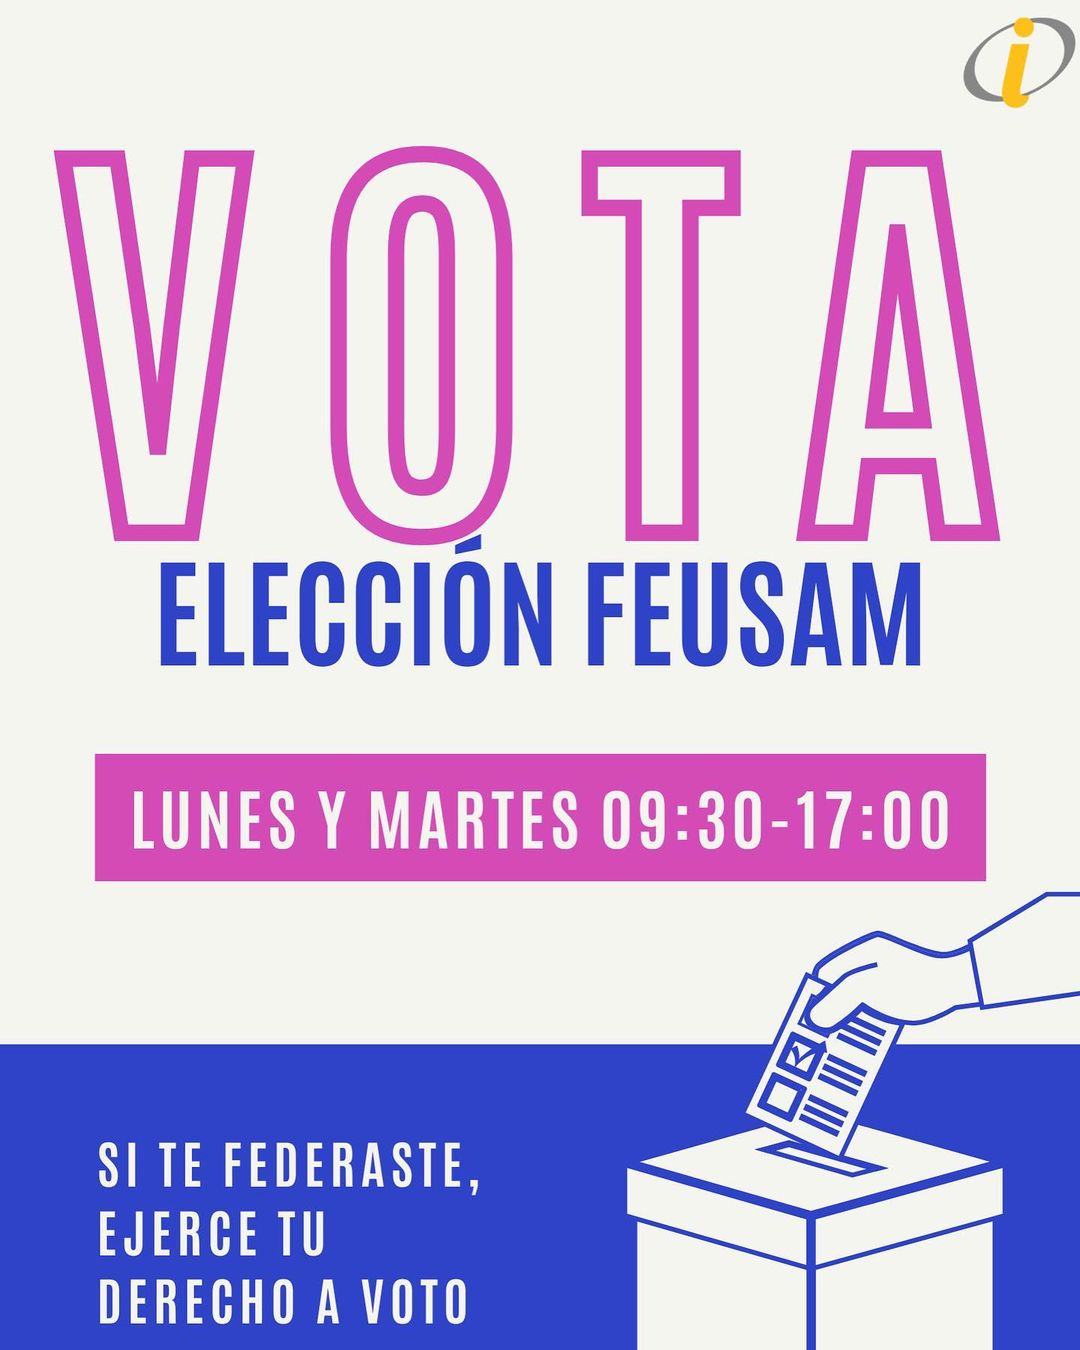 i
VOTA
ELECCIÓN FEUSAM
LUNES Y MARTES 09:30-17:00
SI TE FEDERASTE,
EJERCE TU
DERECHO A VOTO